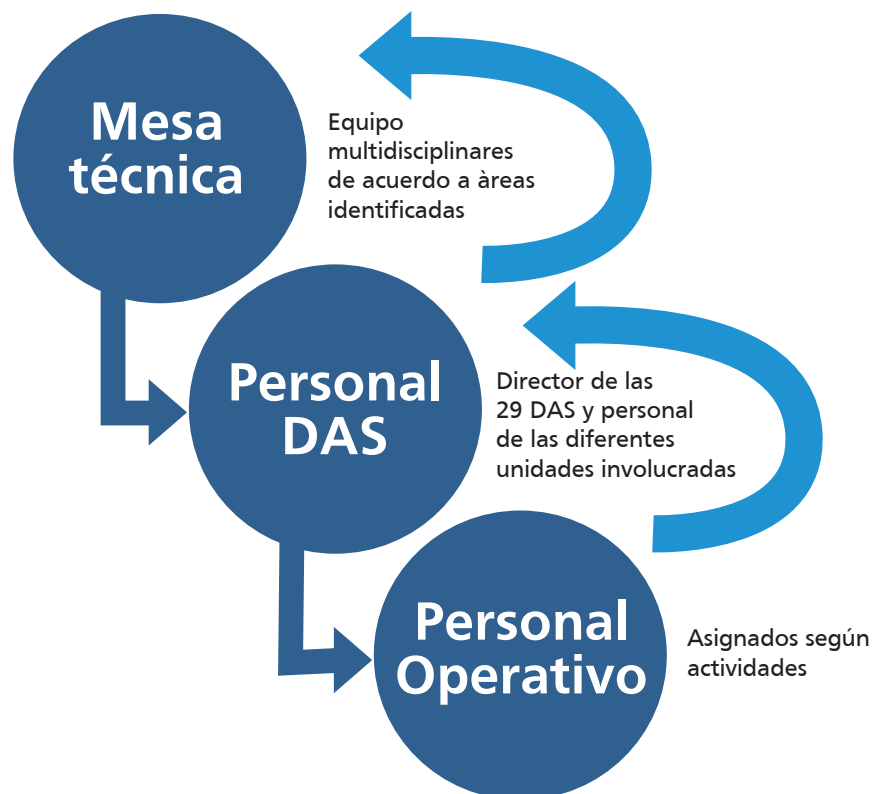 Mesa
técnica
Equipo
multidisciplinares
de acuerdo a àreas
identificadas
Personal
DAS
Director de las
29 DAS y personal
de las diferentes
unidades involucradas
Personal
Operativo
Asignados según
actividades